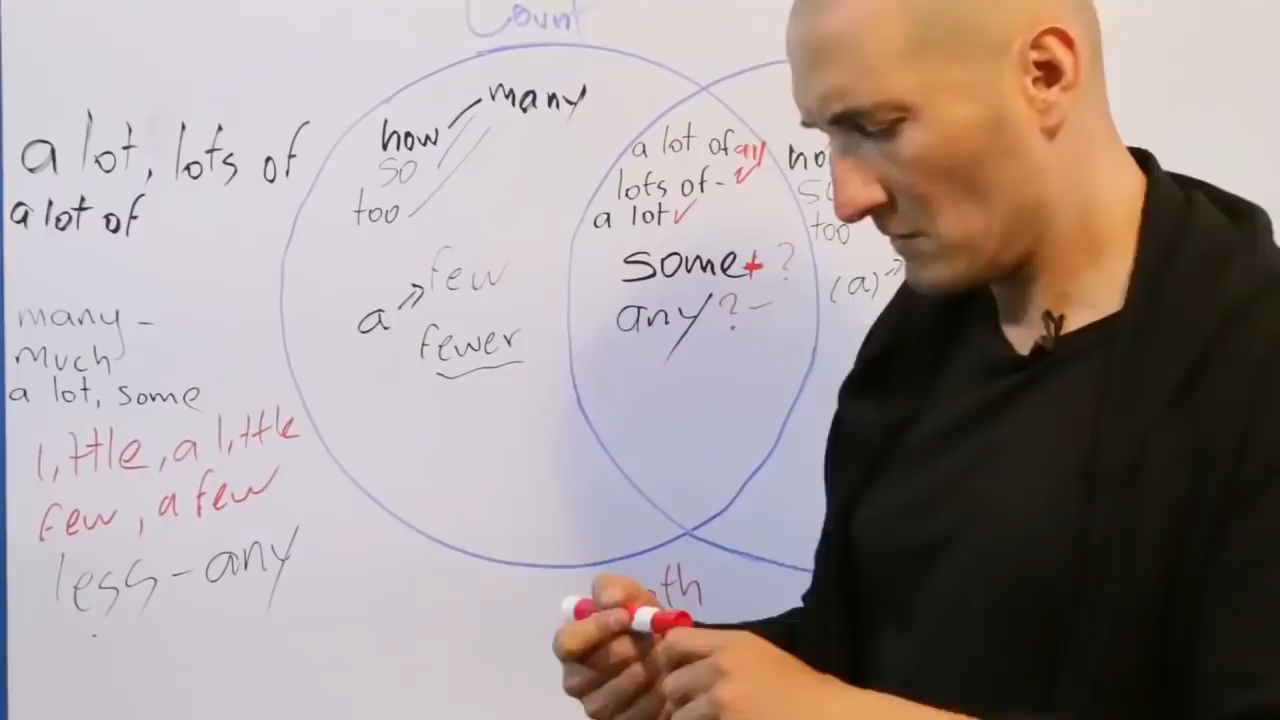 a lot, lots of
a lot of
many -
much
a lot, some
little, a little
few, a few
less - any
Count
many
how
so
too
a few
fewer
a lot of
lots of -
a lot
some + ?
any ? -
too
(a)